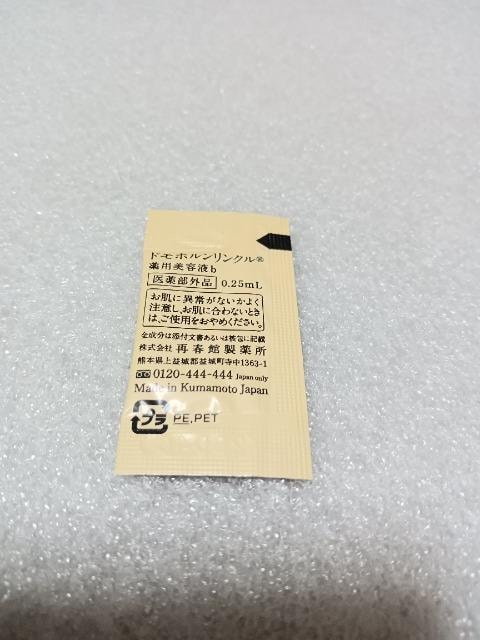 ドモホルンリンクル®
薬用美容液b
医薬部外品 0.25mL
お肌に異常がないかよく
注意し、お肌に合わないとき
は、ご使用をおやめください。
全成分は添付文書あるいは被包に記載
株式会社 再春館製薬所
熊本県上益城郡益城町寺中1363-1
0120-444-444 Japan only
Made in Kumamoto Japan
プラ PE,PET